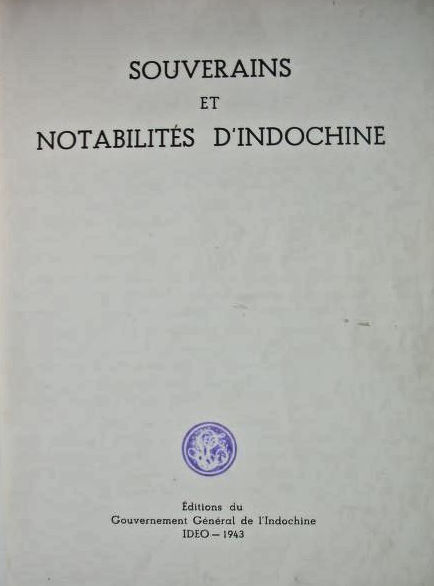 SOUVERAINS
ET
NOTABILITÉS D'INDOCHINE
Éditions du
Gouvernement Général de l'Indochine
IDEO — 1943